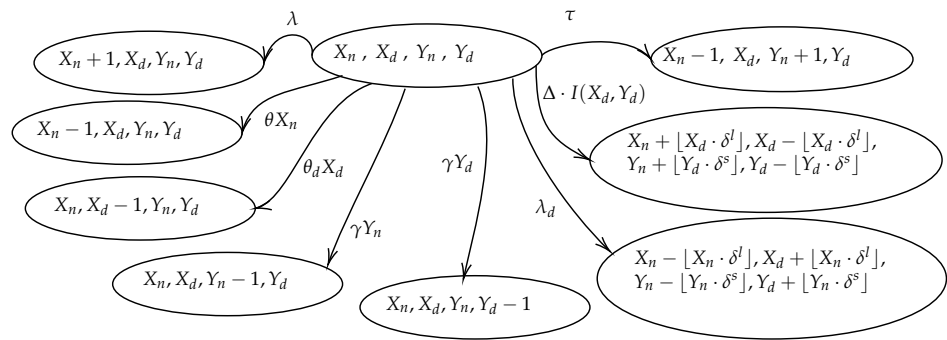 λ
τ
X_n + 1, X_d, Y_n, Y_d
X_n , X_d , Y_n , Y_d
X_n − 1, X_d, Y_n + 1, Y_d
Δ · I(X_d, Y_d)
X_n − 1, X_d, Y_n, Y_d
θX_n
θ_d X_d
γY_d
X_n + ⌊X_d · δ^l⌋, X_d − ⌊X_d · δ^l⌋,
Y_n + ⌊Y_d · δ^s⌋, Y_d − ⌊Y_d · δ^s⌋
X_n, X_d − 1, Y_n, Y_d
λ_d
γY_n
X_n − ⌊X_n · δ^l⌋, X_d + ⌊X_n · δ^l⌋,
Y_n − ⌊Y_n · δ^s⌋, Y_d + ⌊Y_n · δ^s⌋
X_n, X_d, Y_n − 1, Y_d
X_n, X_d, Y_n, Y_d − 1